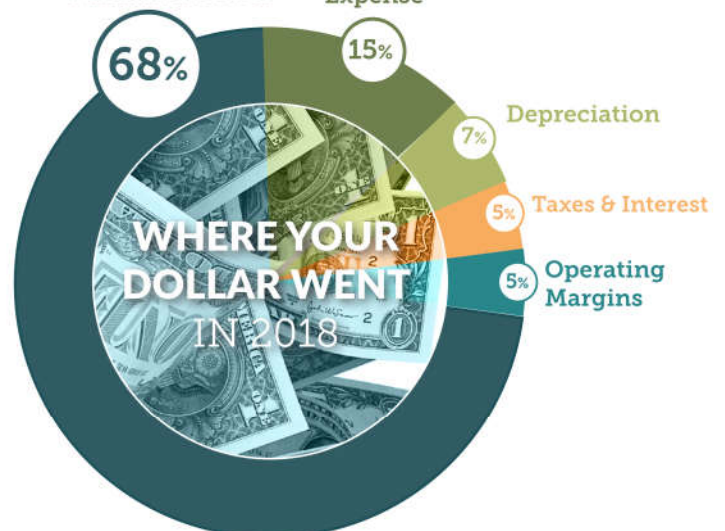 Expense
68%
15%
7%
Depreciation
5%
Taxes & Interest
5%
Operating
Margins
WHERE YOUR
DOLLAR WENT
IN 2018